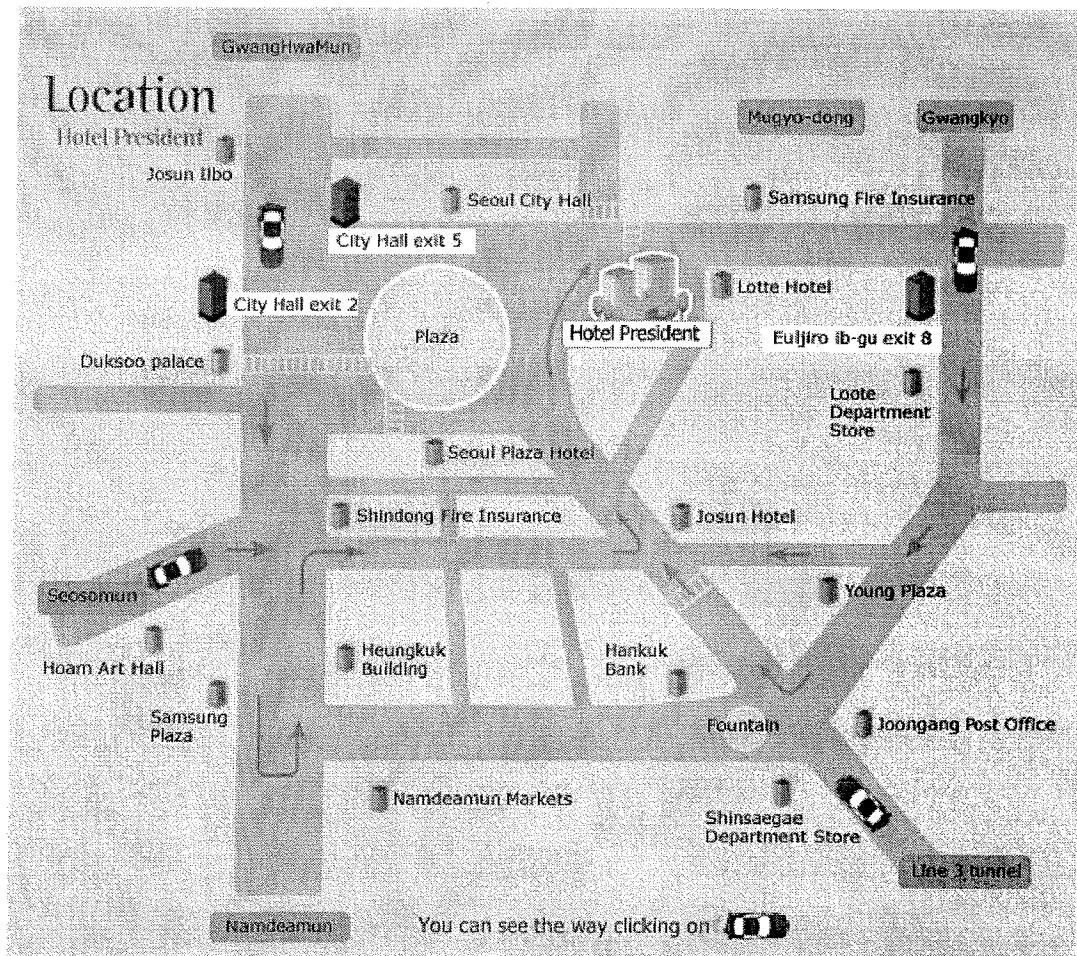 GwangHwaMun
Location
Hotel President
Mugyo-dong
Gwangkyo
Josun Ilbo
Seoul City Hall
Samsung Fire Insurance
City Hall exit 5
City Hall exit 2
Lotte Hotel
Plaza
Hotel President
Euljiro ib-gu exit 8
Duksoo palace
Loote
Department
Store
Seoul Plaza Hotel
Shindong Fire Insurance
Josun Hotel
Seosomun
Young Plaza
Hoam Art Hall
Heungkuk
Building
Hankuk
Bank
Samsung
Plaza
Fountain
Joongang Post Office
Namdeamun Markets
Shinsaegae
Department Store
Line 3 tunnel
Namdeamun
You can see the way clicking on